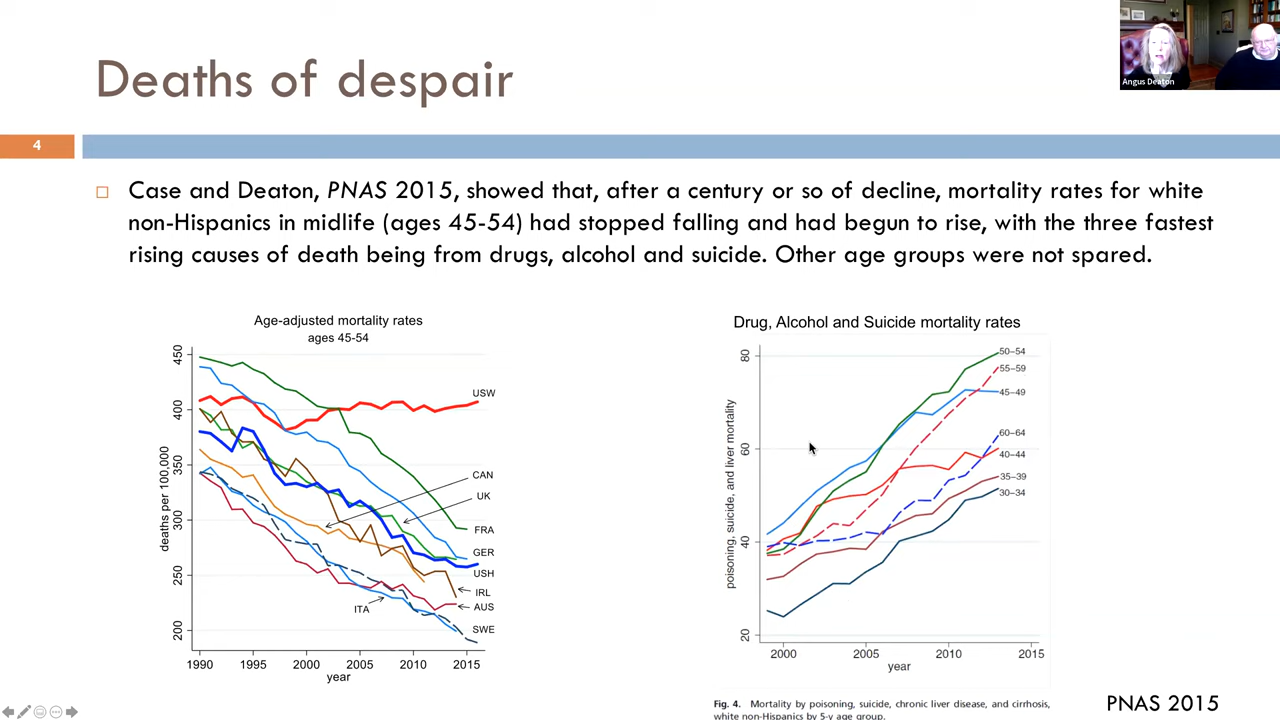 Deaths of despair
Angus Deaton
4
Case and Deaton, PNAS 2015, showed that, after a century or so of decline, mortality rates for white
non-Hispanics in midlife (ages 45-54) had stopped falling and had begun to rise, with the three fastest
rising causes of death being from drugs, alcohol and suicide. Other age groups were not spared.
Age-adjusted mortality rates
ages 45-54
deaths per 100,000
450
400
350
300
250
200
USW
CAN
UK
FRA
GER
USH
IRL
AUS
ITA
SWE
1990 1995 2000 2005 2010 2015
year
Drug, Alcohol and Suicide mortality rates
poisoning, suicide, and liver mortality
80
60
40
20
50–54
55–59
45–49
60–64
40–44
35–39
30–34
2000 2005 2010 2015
year
Fig. 4. Mortality by poisoning, suicide, chronic liver disease, and cirrhosis,
white non-Hispanics by 5-y age group.
PNAS 2015